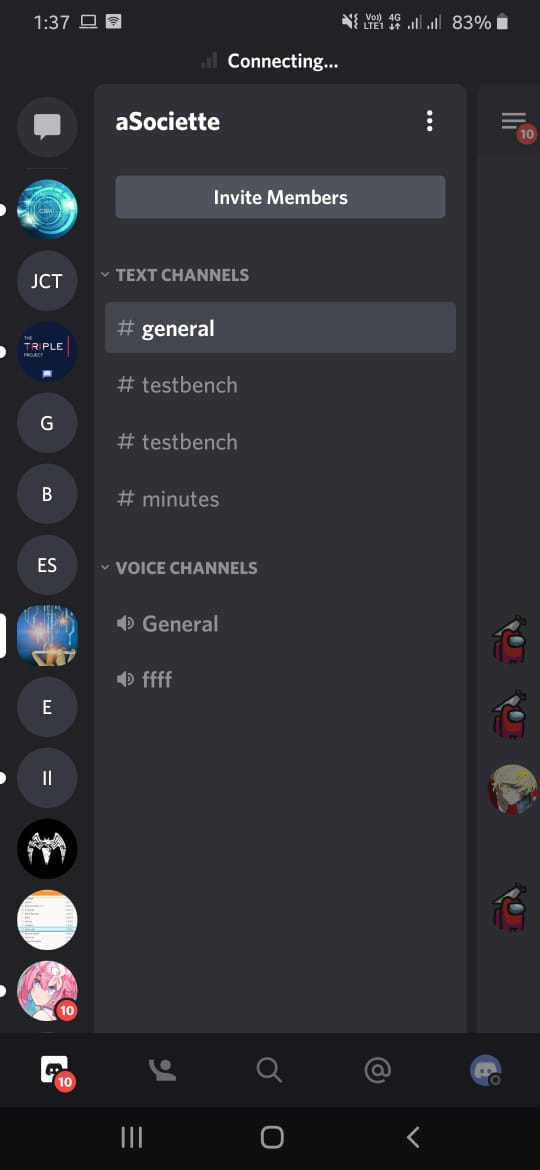 1:37
Vo))
LTE1
4G
83%
Connecting...
aSociette
10
Invite Members
JCT
TEXT CHANNELS
# general
THE
TRIPLE
PROJECT
# testbench
G
# testbench
B
# minutes
ES
VOICE CHANNELS
General
ffff
E
II
10
10
@